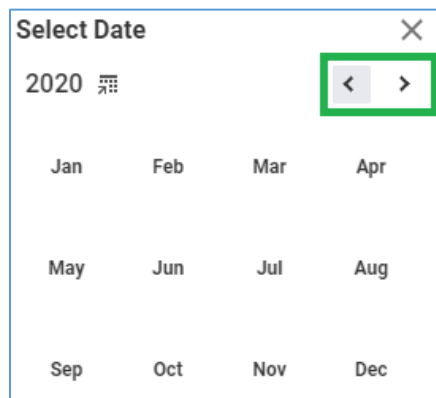 Select Date
2020
Jan Feb Mar Apr
May Jun Jul Aug
Sep Oct Nov Dec